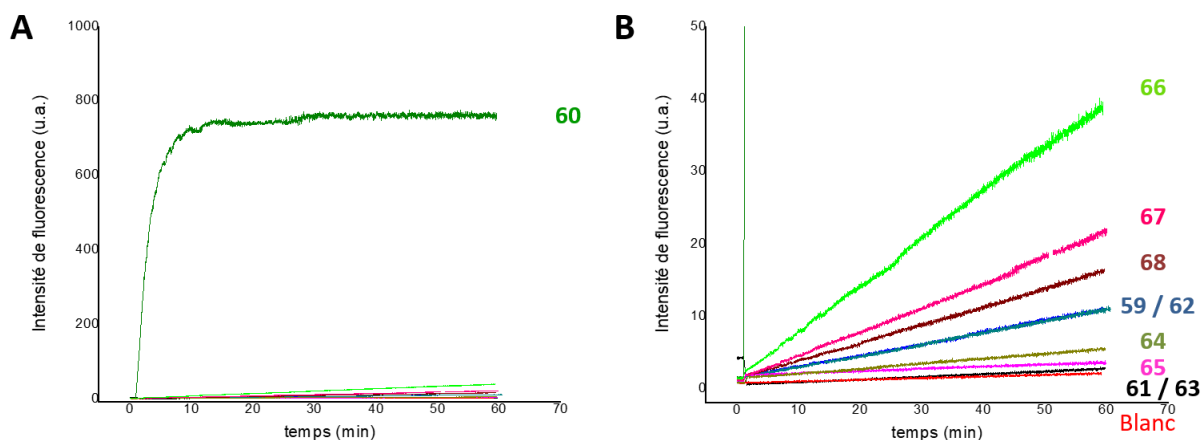 A
Intensité de fluorescence (u.a.)
1000
800
600
400
200
0
0 10 20 30 40 50 60 70
temps (min)
60
B
Intensité de fluorescence (u.a.)
50
40
30
20
10
0
0 10 20 30 40 50 60 70
temps (min)
66
67
68
59 / 62
64
65
61 / 63
Blanc